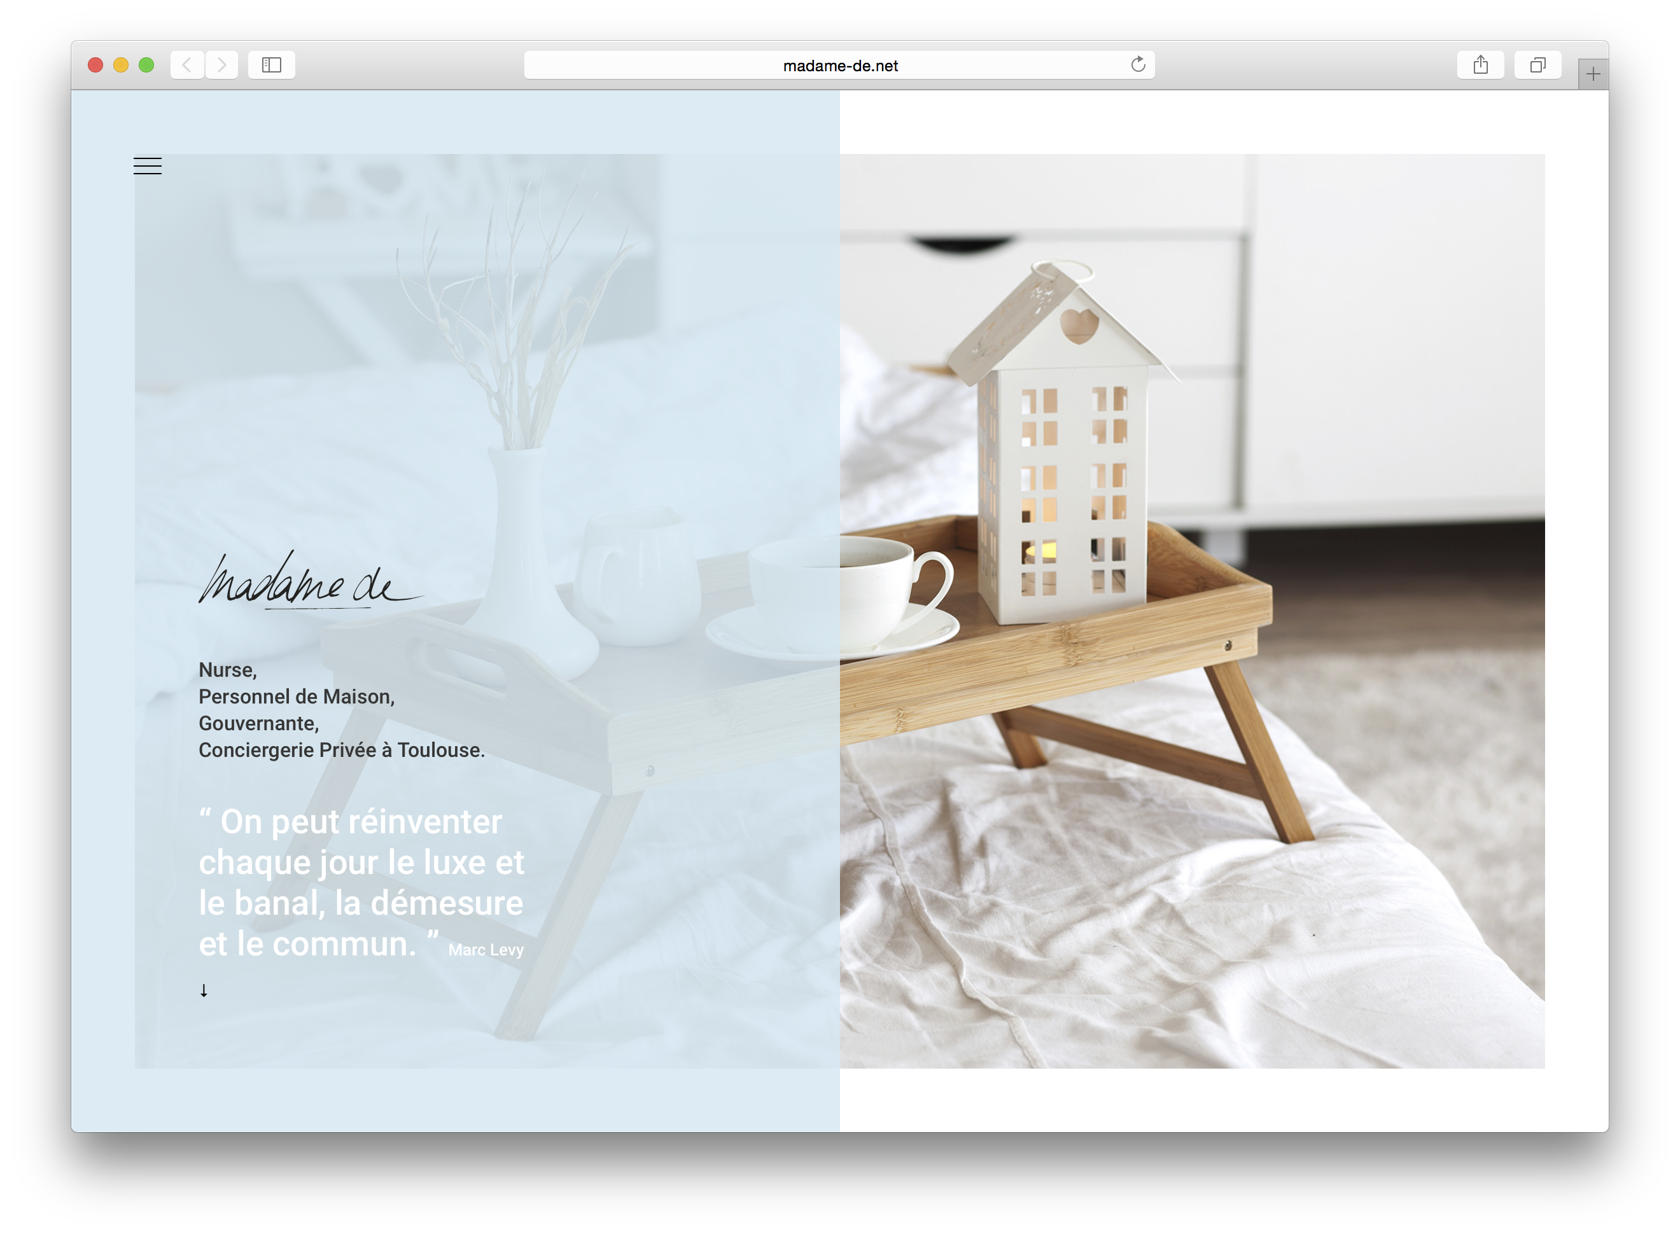 madame-de.net
madame de
Nurse,
Personnel de Maison,
Gouvernante,
Conciergerie Privée à Toulouse.
“ On peut réinventer
chaque jour le luxe et
le banal, la démesure
et le commun. ” Marc Levy